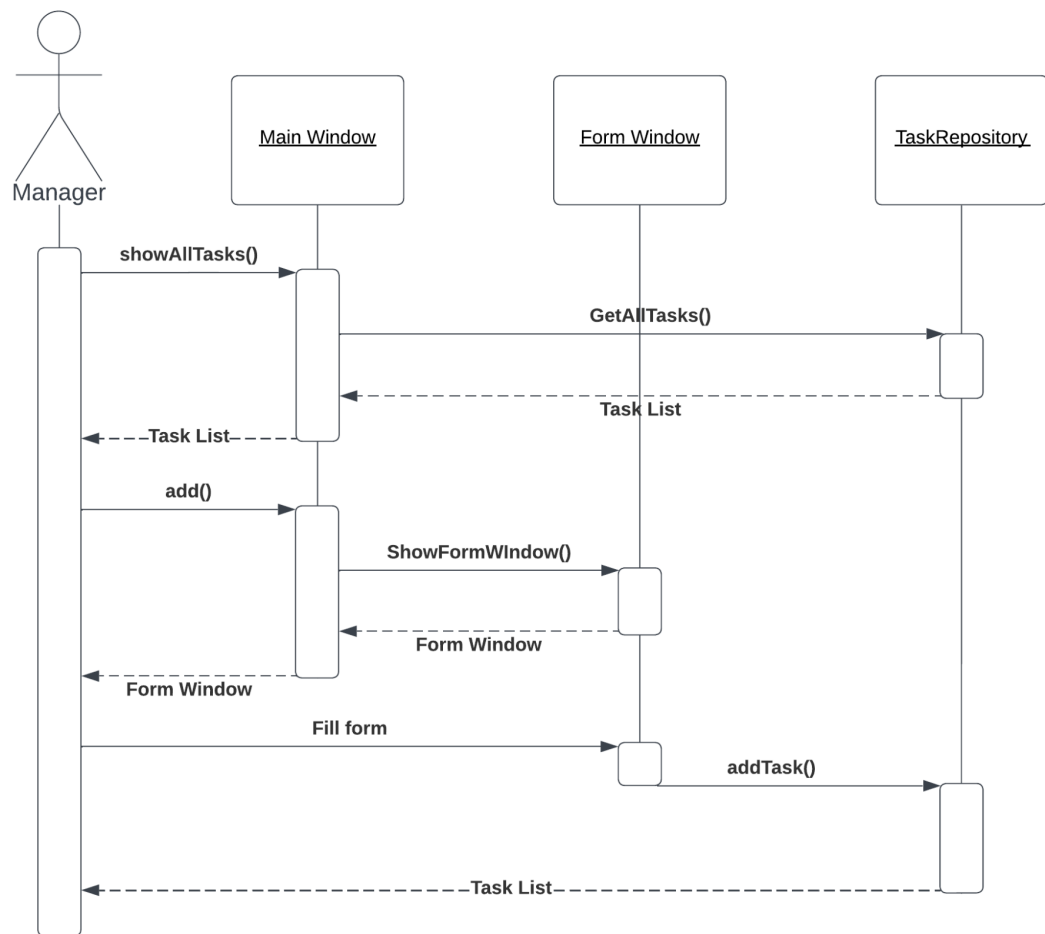 Main Window
Form Window
TaskRepository
Manager
showAllTasks()
GetAllTasks()
Task List
Task List
add()
ShowFormWIndow()
Form Window
Form Window
Fill form
addTask()
Task List